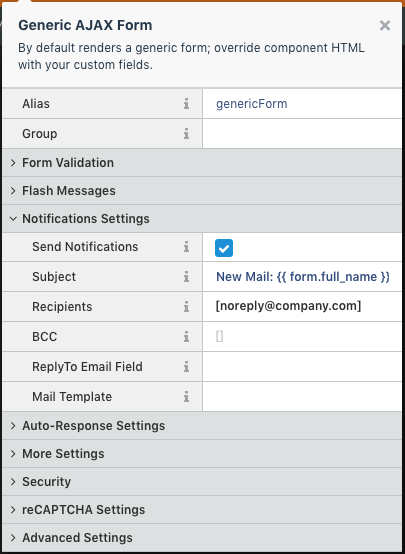 Generic AJAX Form
By default renders a generic form; override component HTML
with your custom fields.
Alias genericForm
Group
Form Validation
Flash Messages
Notifications Settings
Send Notifications
Subject New Mail: {{ form.full_name }}
Recipients [noreply@company.com]
BCC []
ReplyTo Email Field
Mail Template
Auto-Response Settings
More Settings
Security
reCAPTCHA Settings
Advanced Settings